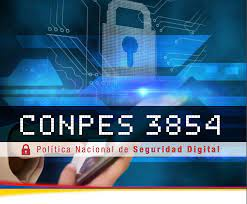 CONPES 3854
Política Nacional de Seguridad Digital